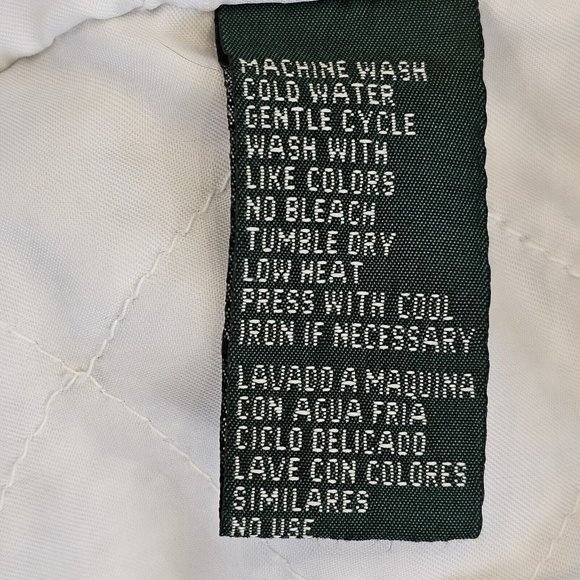 MACHINE WASH
COLD WATER
GENTLE CYCLE
WASH WITH
LIKE COLORS
NO BLEACH
TUMBLE DRY
LOW HEAT
PRESS WITH COOL
IRON IF NECESSARY
LAVADO A MAQUINA
CON AGUA FRIA
CICLO DELICADO
LAVE CON COLORES
SIMILARES
NO USE